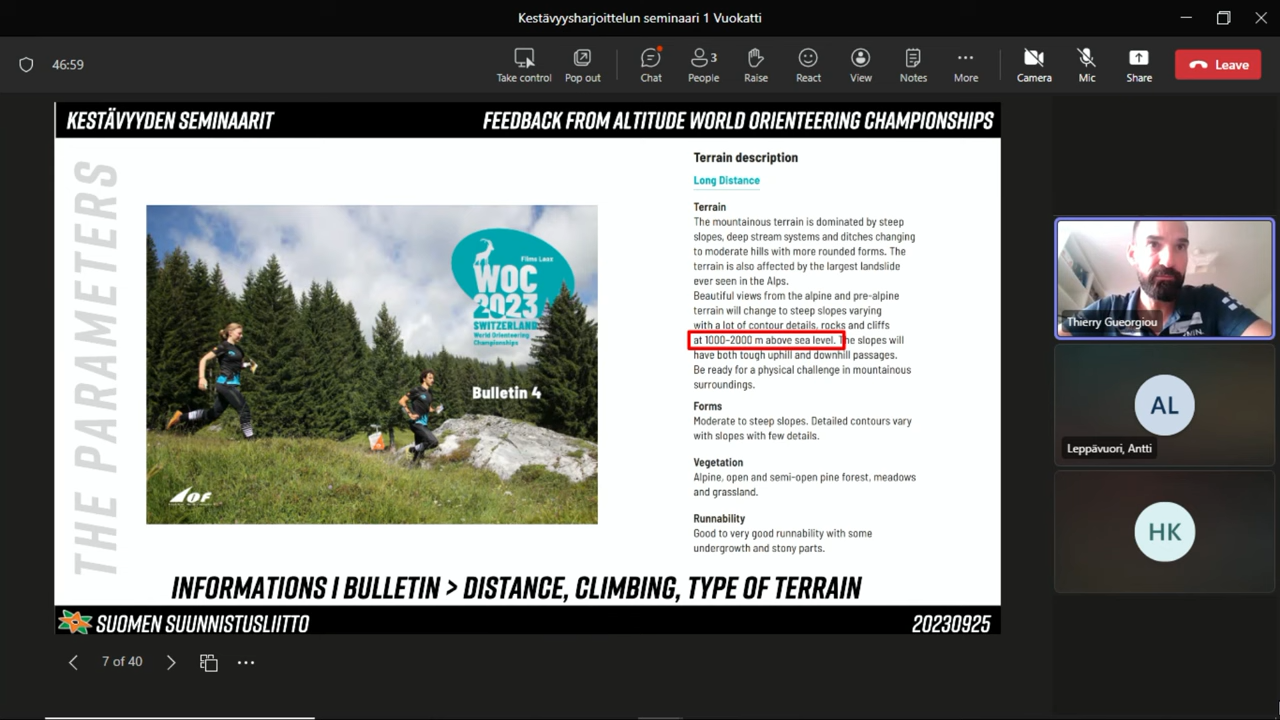 Kestävyysharjoittelun seminaari 1 Vuokatti
46:59
Take control
Pop out
Chat
3
People
Raise
React
View
Notes
More
Camera
Mic
Share
Leave
KESTÄVYYDEN SEMINAARIT
FEEDBACK FROM ALTITUDE WORLD ORIENTEERING CHAMPIONSHIPS
THE PARAMETERS
Flims Laax
WOC
2023
SWITZERLAND
World Orienteering
Championships
Bulletin 4
IOF
Terrain description
Long Distance
Terrain
The mountainous terrain is dominated by steep
slopes, deep stream systems and ditches changing
to moderate hills with more rounded forms. The
terrain is also affected by the largest landslide
ever seen in the Alps.
Beautiful views from the alpine and pre-alpine
terrain will change to steep slopes varying
with a lot of contour details, rocks and cliffs
at 1000–2000 m above sea level. The slopes will
have both tough uphill and downhill passages.
Be ready for a physical challenge in mountainous
surroundings.
Forms
Moderate to steep slopes. Detailed contours vary
with slopes with few details.
Vegetation
Alpine, open and semi-open pine forest, meadows
and grassland.
Runnability
Good to very good runnability with some
undergrowth and stony parts.
INFORMATIONS I BULLETIN > DISTANCE, CLIMBING, TYPE OF TERRAIN
SUOMEN SUUNNISTUSLIITTO
20230925
Thierry Gueorgiou
AL
Leppävuori, Antti
HK
7 of 40